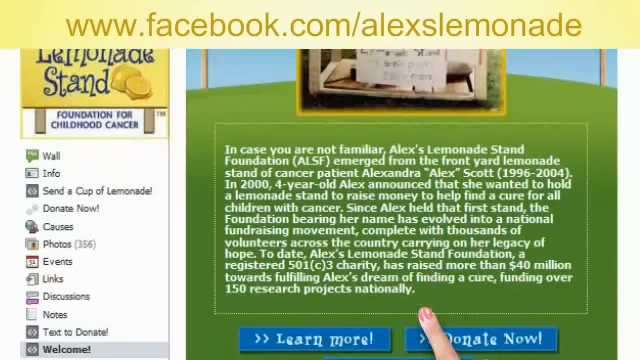 www.facebook.com/alexslemonade
Lemonade
Stand
FOUNDATION FOR
CHILDHOOD CANCER
TM
Wall
Info
Send a Cup of Lemonade!
Donate Now!
Causes
Photos (356)
Events
31
Links
Discussions
Notes
Text to Donate!
Welcome!
In case you are not familiar, Alex's Lemonade Stand
Foundation (ALSF) emerged from the front yard lemonade
stand of cancer patient Alexandra "Alex" Scott (1996-2004).
In 2000, 4-year-old Alex announced that she wanted to hold
a lemonade stand to raise money to help find a cure for all
children with cancer. Since Alex held that first stand, the
Foundation bearing her name has evolved into a national
fundraising movement, complete with thousands of
volunteers across the country carrying on her legacy of
hope. To date, Alex's Lemonade Stand Foundation, a
registered 501(c)3 charity, has raised more than $40 million
towards fulfilling Alex's dream of finding a cure, funding over
150 research projects nationally.
>> Learn more!
>> Donate Now!